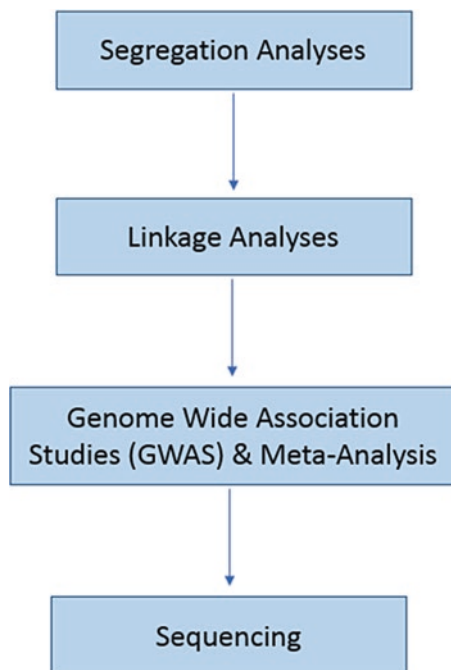 Segregation Analyses
Linkage Analyses
Genome Wide Association
Studies (GWAS) & Meta-Analysis
Sequencing